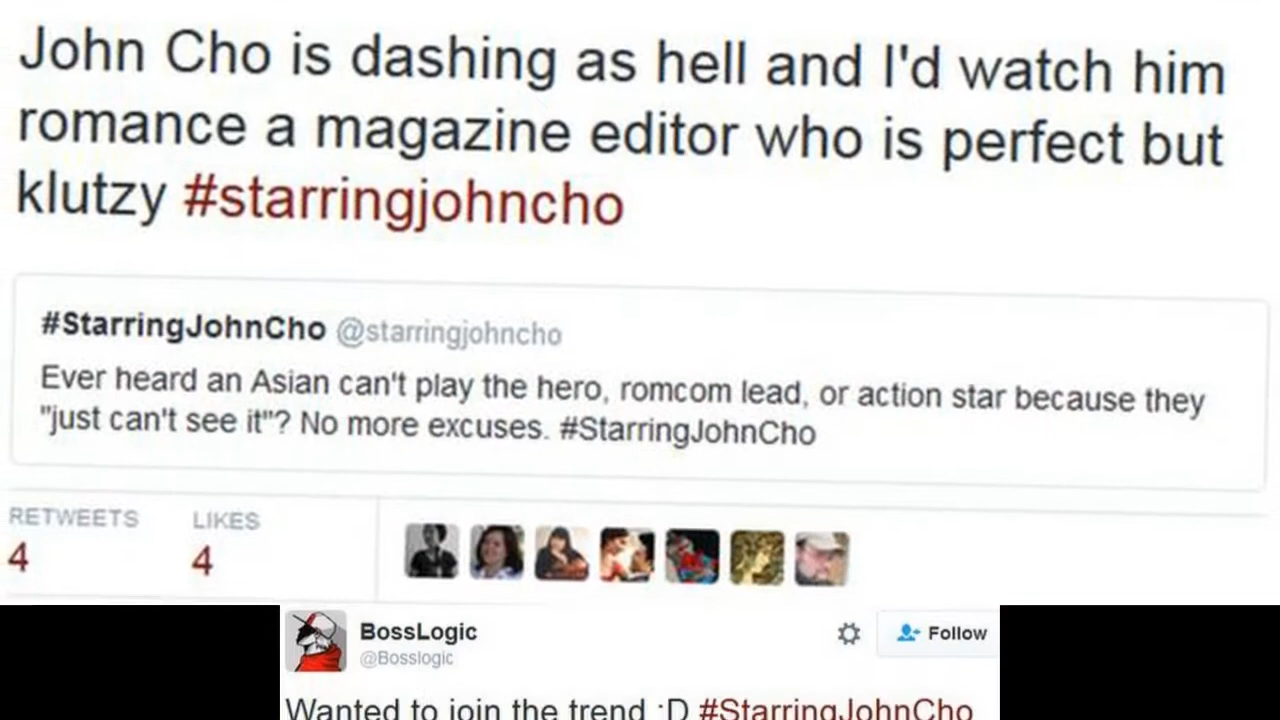 John Cho is dashing as hell and I'd watch him
romance a magazine editor who is perfect but
klutzy #starringjohncho
#StarringJohnCho @starringjohncho
Ever heard an Asian can't play the hero, romcom lead, or action star because they
"just can't see it"? No more excuses. #StarringJohnCho
RETWEETS LIKES
4 4
BossLogic Follow
@Bosslogic
Wanted to join the trend :D #StarringJohnCho